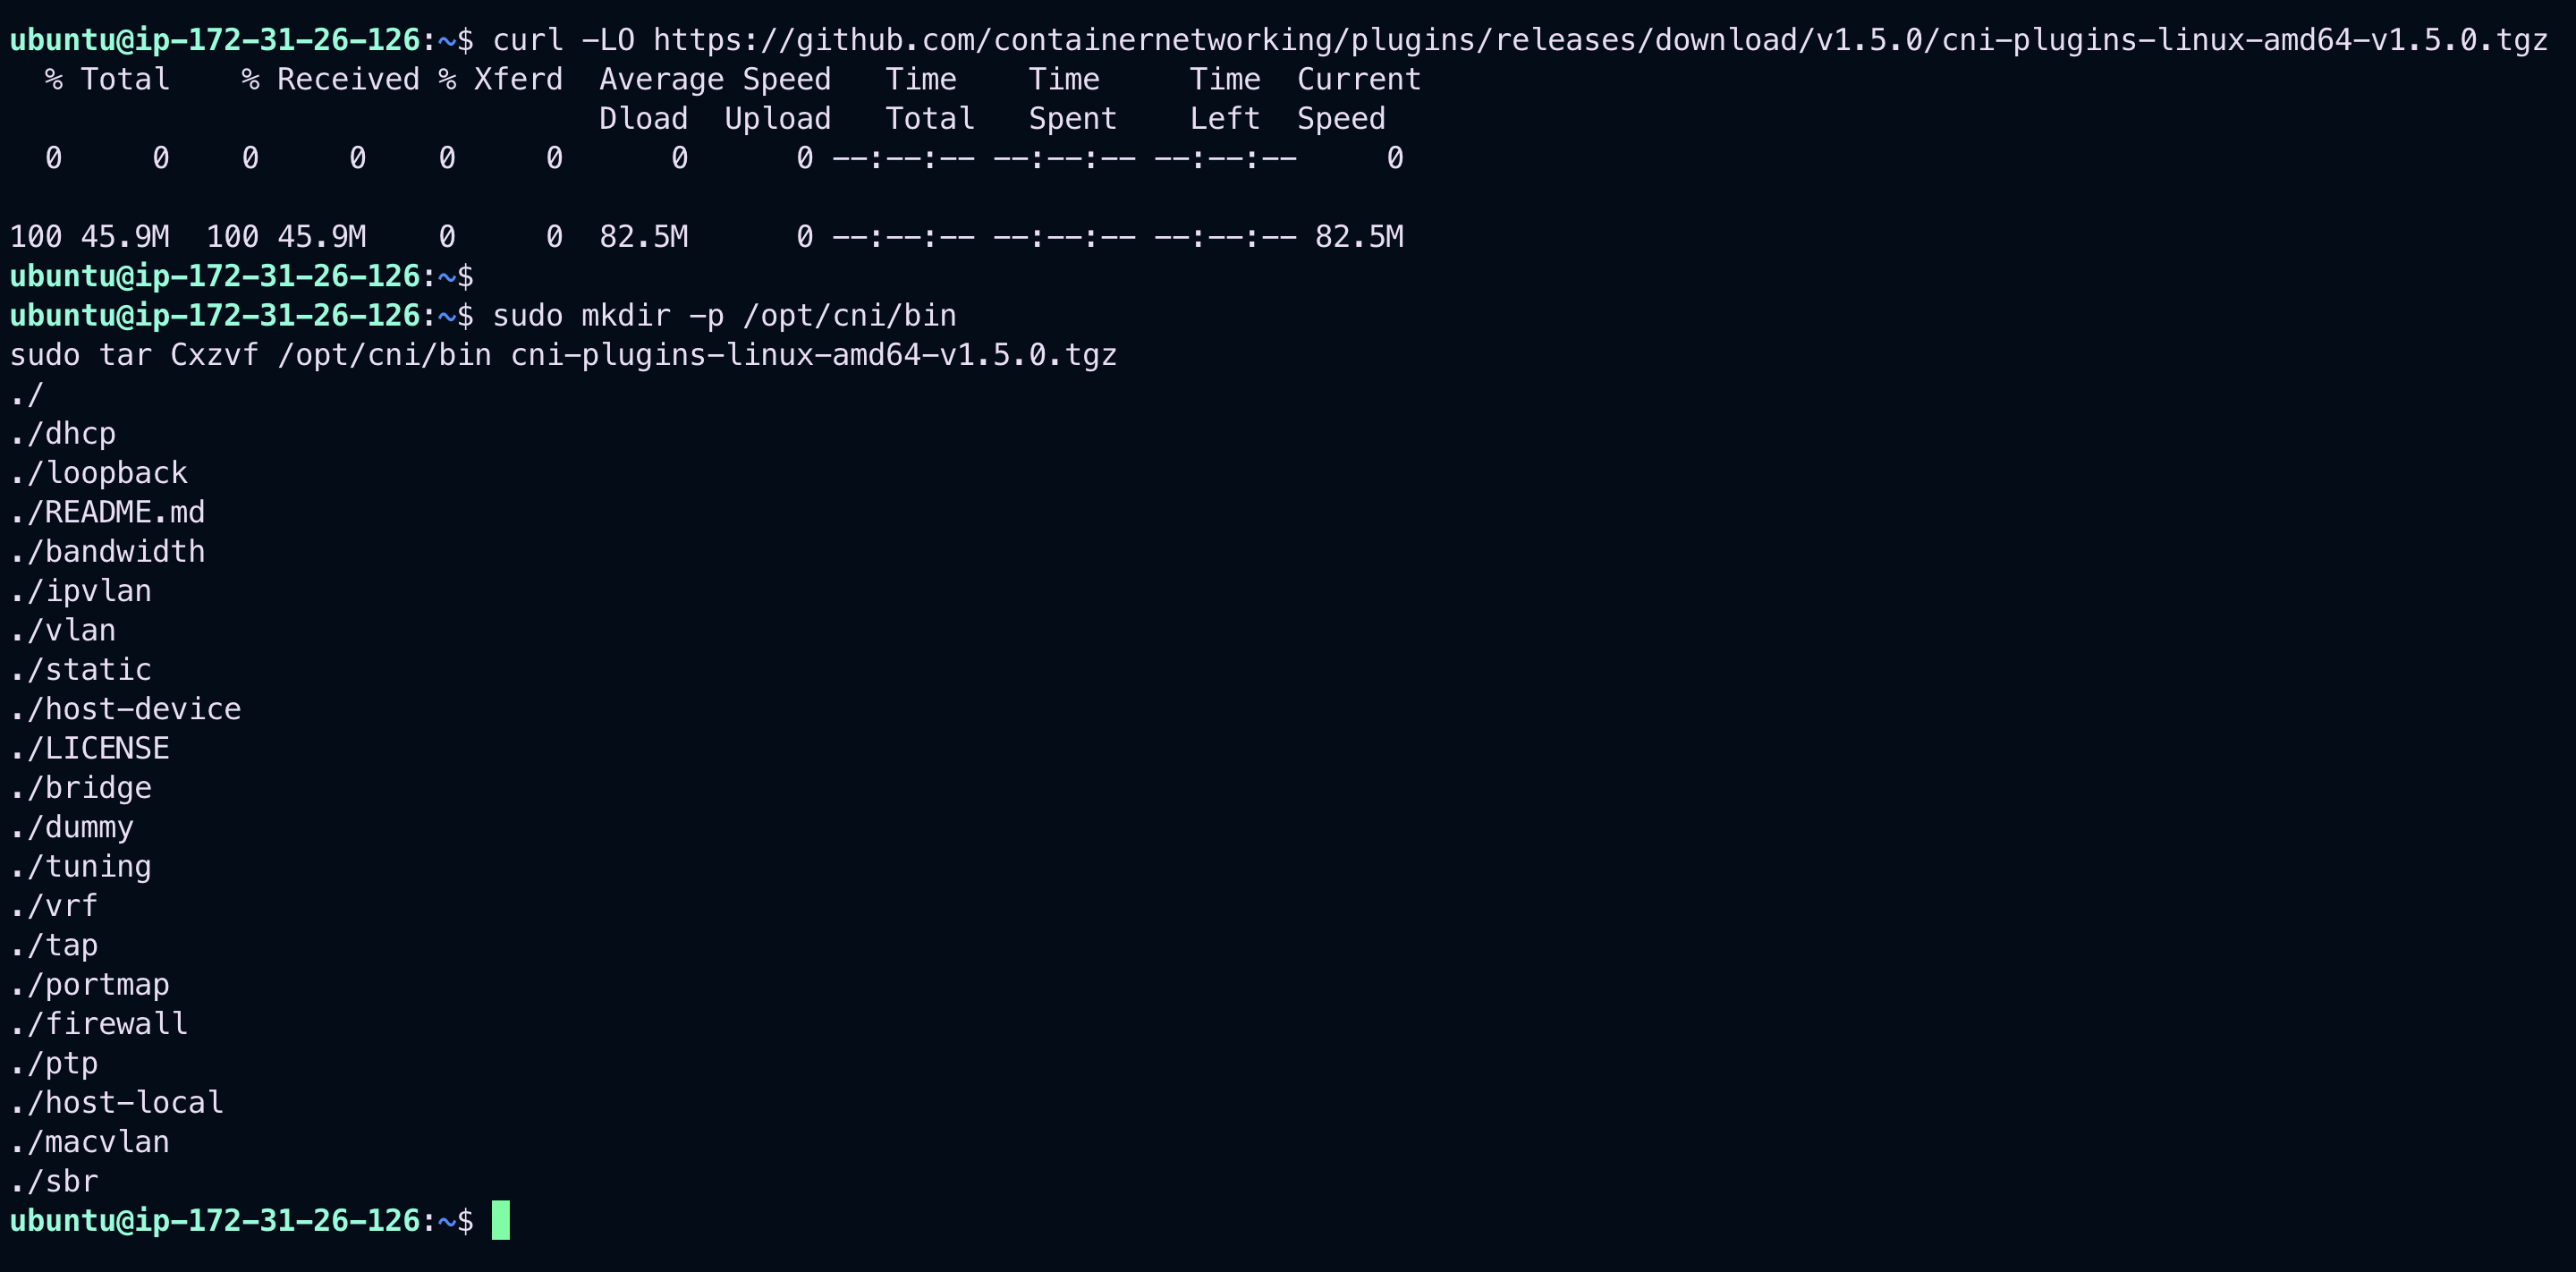 ubuntu@ip-172-31-26-126:~$ curl -LO https://github.com/containernetworking/plugins/releases/download/v1.5.0/cni-plugins-linux-amd64-v1.5.0.tgz
  % Total    % Received % Xferd  Average Speed   Time    Time     Time  Current
                                 Dload  Upload   Total   Spent    Left  Speed
  0     0    0     0    0     0      0      0 --:--:-- --:--:-- --:--:--     0
100 45.9M  100 45.9M    0     0  82.5M      0 --:--:-- --:--:-- --:--:-- 82.5M
ubuntu@ip-172-31-26-126:~$
ubuntu@ip-172-31-26-126:~$ sudo mkdir -p /opt/cni/bin
sudo tar Cxzvf /opt/cni/bin cni-plugins-linux-amd64-v1.5.0.tgz
./
./dhcp
./loopback
./README.md
./bandwidth
./ipvlan
./vlan
./static
./host-device
./LICENSE
./bridge
./dummy
./tuning
./vrf
./tap
./portmap
./firewall
./ptp
./host-local
./macvlan
./sbr
ubuntu@ip-172-31-26-126:~$